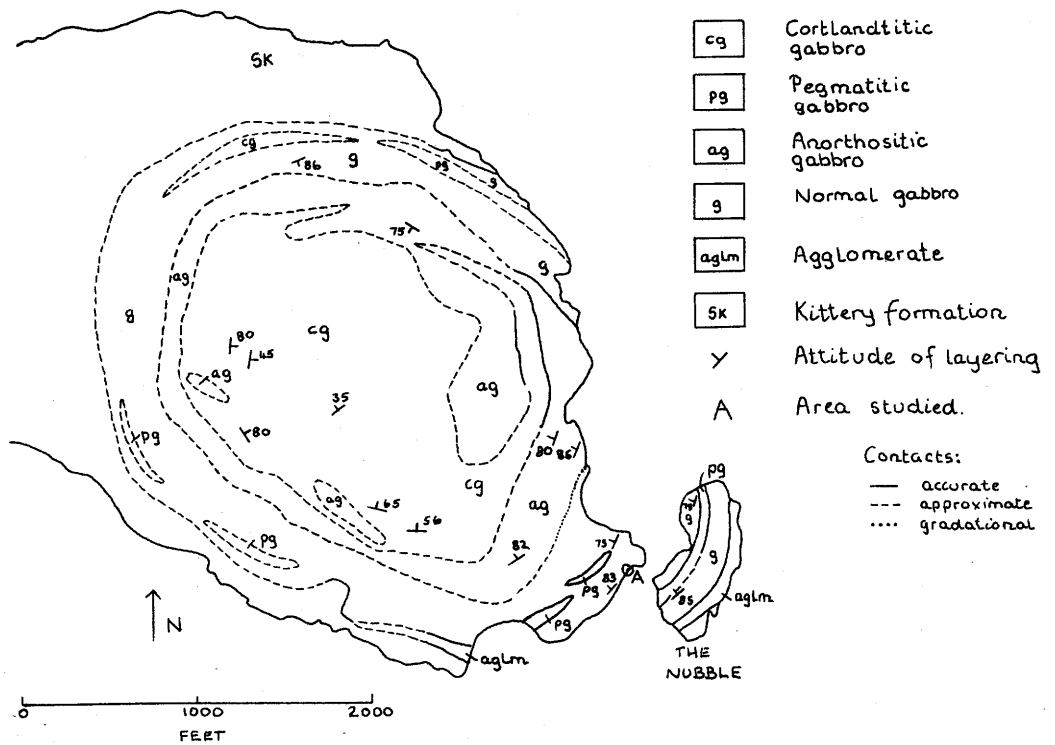 SK
cg
g
86
pg
g
75
g
ag
g
cg
80
45
ag
ag
35
pg
80
80
86
cg
ag
ag
65
56
82
pg
73
83
A
pg
pg
aglm
N
0 1000 2000
FEET
pg
79
g
g
85
aglm
THE
NUBBLE
cg Cortlandtitic
gabbro
pg Pegmatitic
gabbro
ag Anorthositic
gabbro
g Normal gabbro
aglm Agglomerate
SK Kittery formation
Attitude of layering
A Area studied.
Contacts:
accurate
approximate
gradational